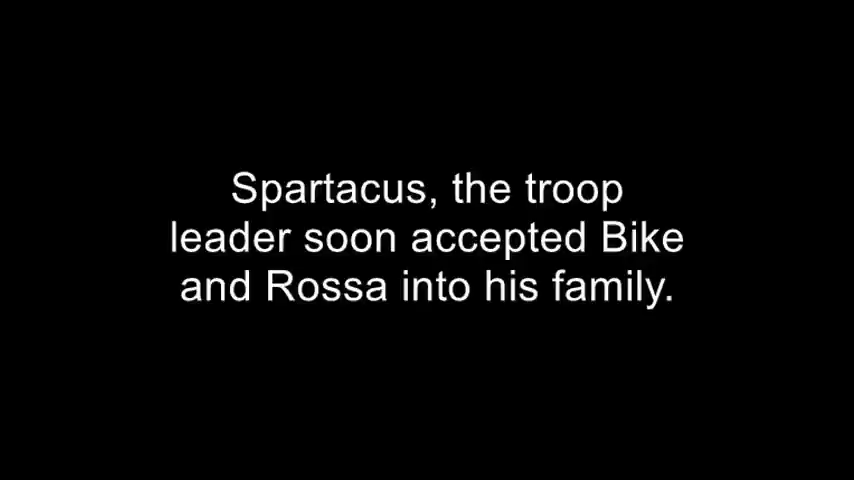 Spartacus, the troop
leader soon accepted Bike
and Rossa into his family.